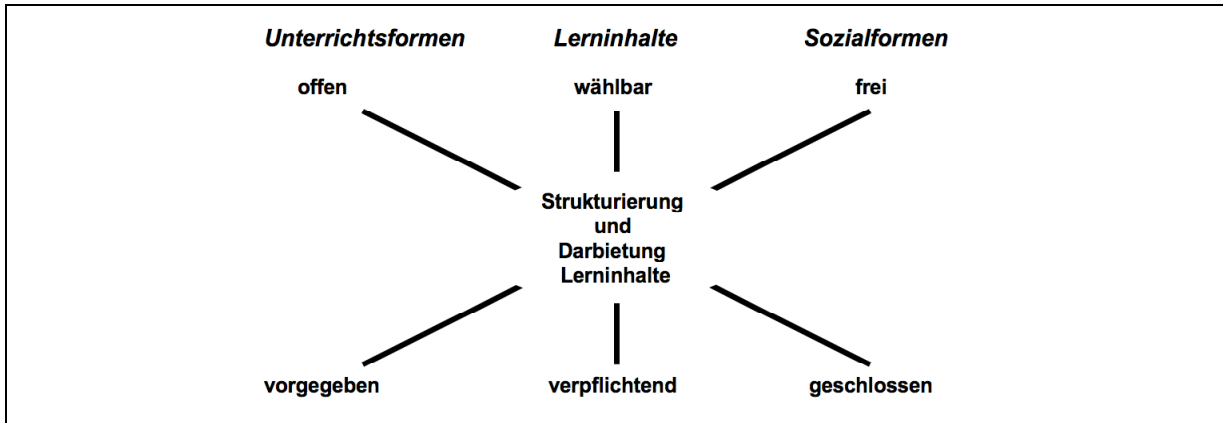 Unterrichtsformen Lerninhalte Sozialformen
offen wählbar frei
Strukturierung
und
Darbietung
Lerninhalte
vorgegeben verpflichtend geschlossen